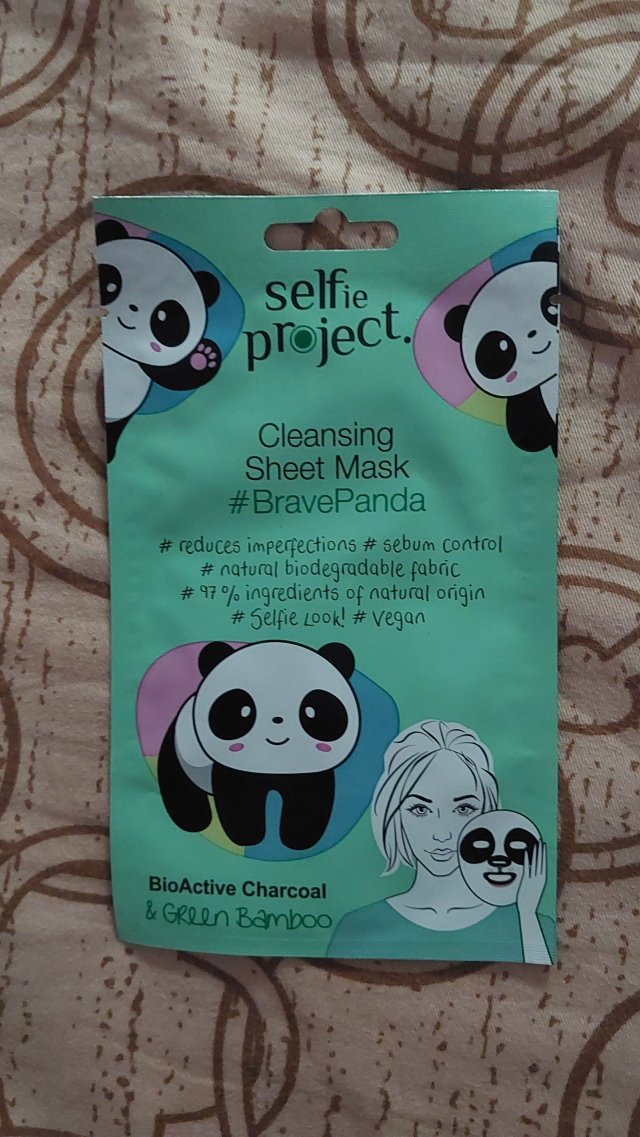 selfie
project.
Cleansing
Sheet Mask
#BravePanda
# reduces imperfections # sebum control
# natural biodegradable fabric
# 97% ingredients of natural origin
# Selfie Look! # Vegan
BioActive Charcoal
& Green Bamboo